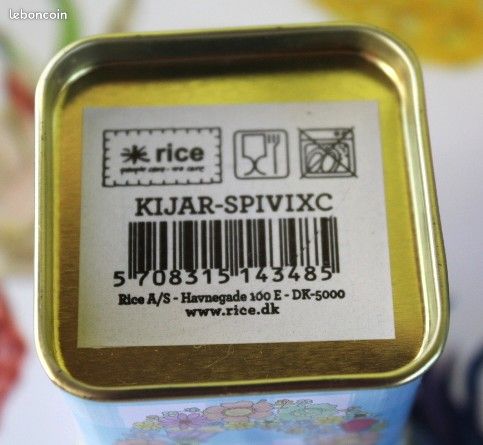 leboncoin
rice
people care - we care
KIJAR-SPIVIXC
5 708315 143485
Rice A/S - Havnegade 100 E - DK-5000
www.rice.dk